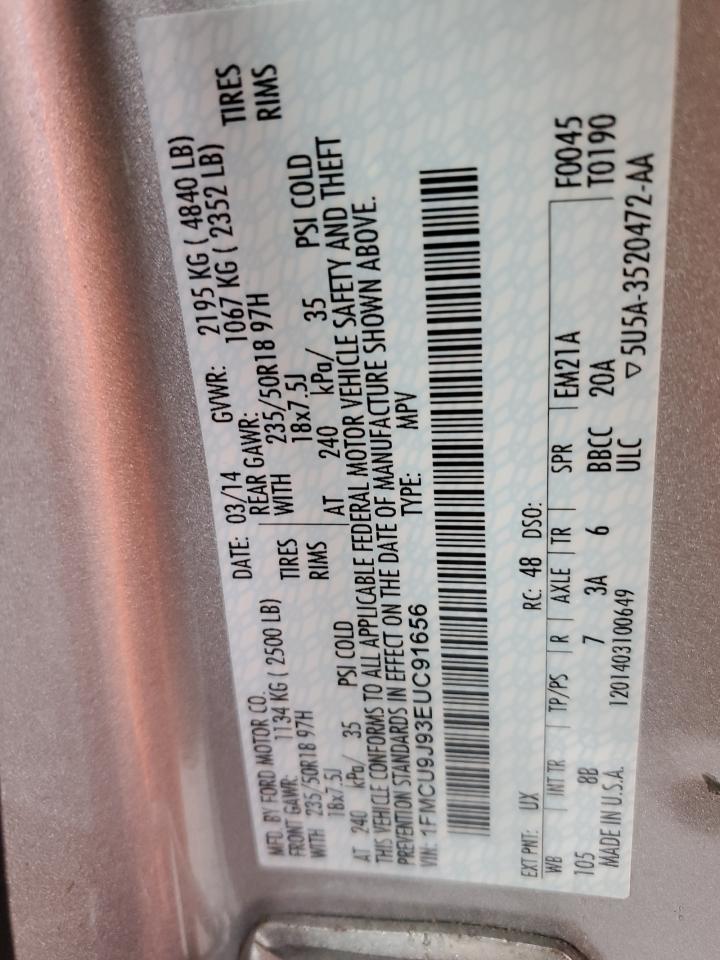 MFD. BY FORD MOTOR CO.
DATE: 03/14 GVWR: 2195 KG ( 4840 LB)
FRONT GAWR: 1134 KG ( 2500 LB) REAR GAWR: 1067 KG ( 2352 LB)
WITH 235/50R18 97H TIRES WITH 235/50R18 97H TIRES
18x7.5J RIMS 18x7.5J RIMS
AT 240 kPa/ 35 PSI COLD AT 240 kPa/ 35 PSI COLD
THIS VEHICLE CONFORMS TO ALL APPLICABLE FEDERAL MOTOR VEHICLE SAFETY AND THEFT
PREVENTION STANDARDS IN EFFECT ON THE DATE OF MANUFACTURE SHOWN ABOVE.
VIN: 1FMCU9J93EUC91656 TYPE: MPV
EXT PNT: UX RC: 48 DSO:
WB INT TR TP/PS R AXLE TR SPR EM21A F0045
105 8B 7 3A 6 BBCC 20A T0190
MADE IN U.S.A. 1201403100649 ULC ▽ 5U5A-3520472-AA